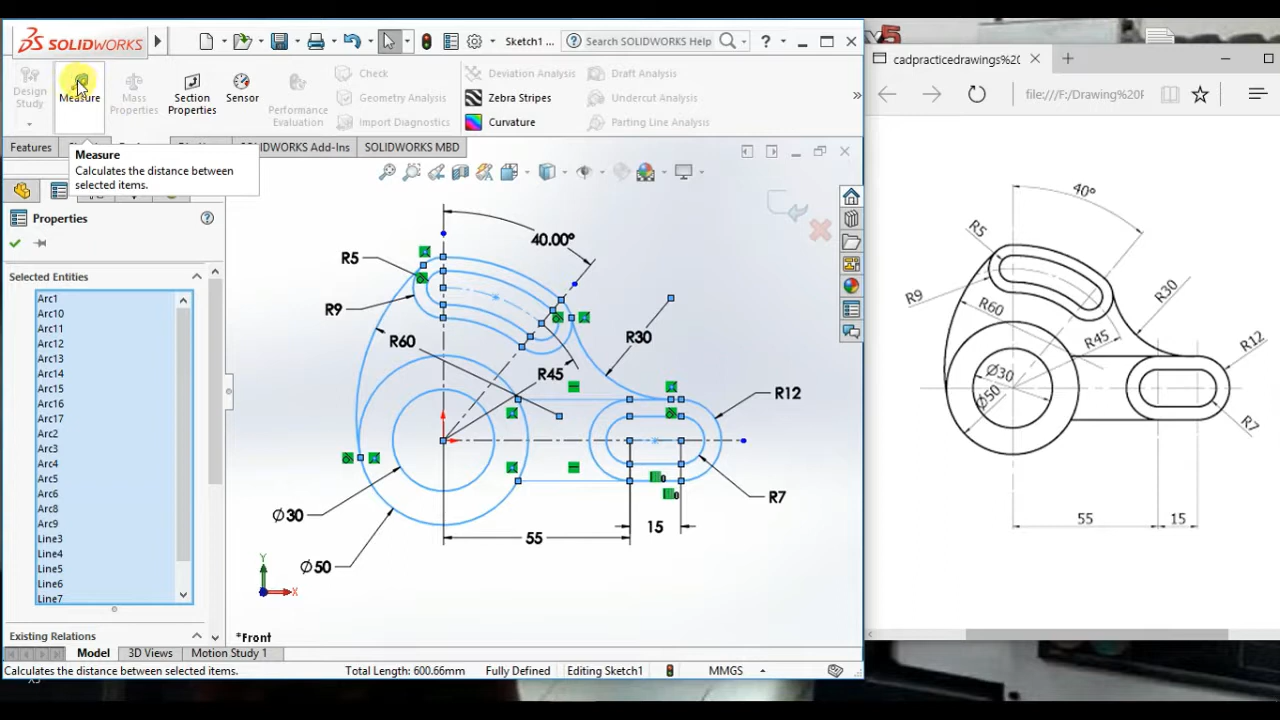 SOLIDWORKS
Sketch1 ...
Search SOLIDWORKS Help
?
cadpracticedrawings%20
file:///F:/Drawing%20F
Design
Study
Measure
Mass
Properties
Section
Properties
Sensor
Performance
Evaluation
Check
Geometry Analysis
Import Diagnostics
Deviation Analysis
Zebra Stripes
Curvature
Draft Analysis
Undercut Analysis
Parting Line Analysis
»
Features
SOLIDWORKS Add-Ins
SOLIDWORKS MBD
Measure
Calculates the distance between
selected items.
Properties
Selected Entities
Arc1
Arc10
Arc11
Arc12
Arc13
Arc14
Arc15
Arc16
Arc17
Arc2
Arc3
Arc4
Arc5
Arc6
Arc8
Arc9
Line3
Line4
Line5
Line6
Line7
Existing Relations
40.00°
R5
R9
R60
R30
R45
R12
R7
Ø30
Ø50
55
15
Y
X
*Front
40°
R5
R9
R60
R30
R45
R12
Ø30
Ø50
R7
55
15
Model
3D Views
Motion Study 1
Calculates the distance between selected items.
Total Length: 600.66mm
Fully Defined
Editing Sketch1
MMGS